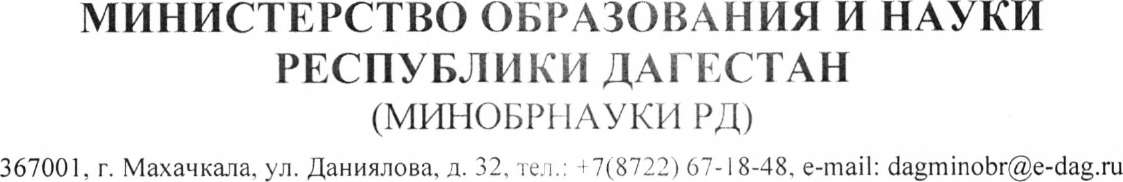 МИНИСТЕРСТВО ОБРАЗОВАНИЯ И НАУКИ
РЕСПУБЛИКИ ДАГЕСТАН
(МИНОБРНАУКИ РД)
367001, г. Махачкала, ул. Даниялова, д. 32, тел.: +7(8722) 67-18-48, e-mail: dagminobr@e-dag.ru